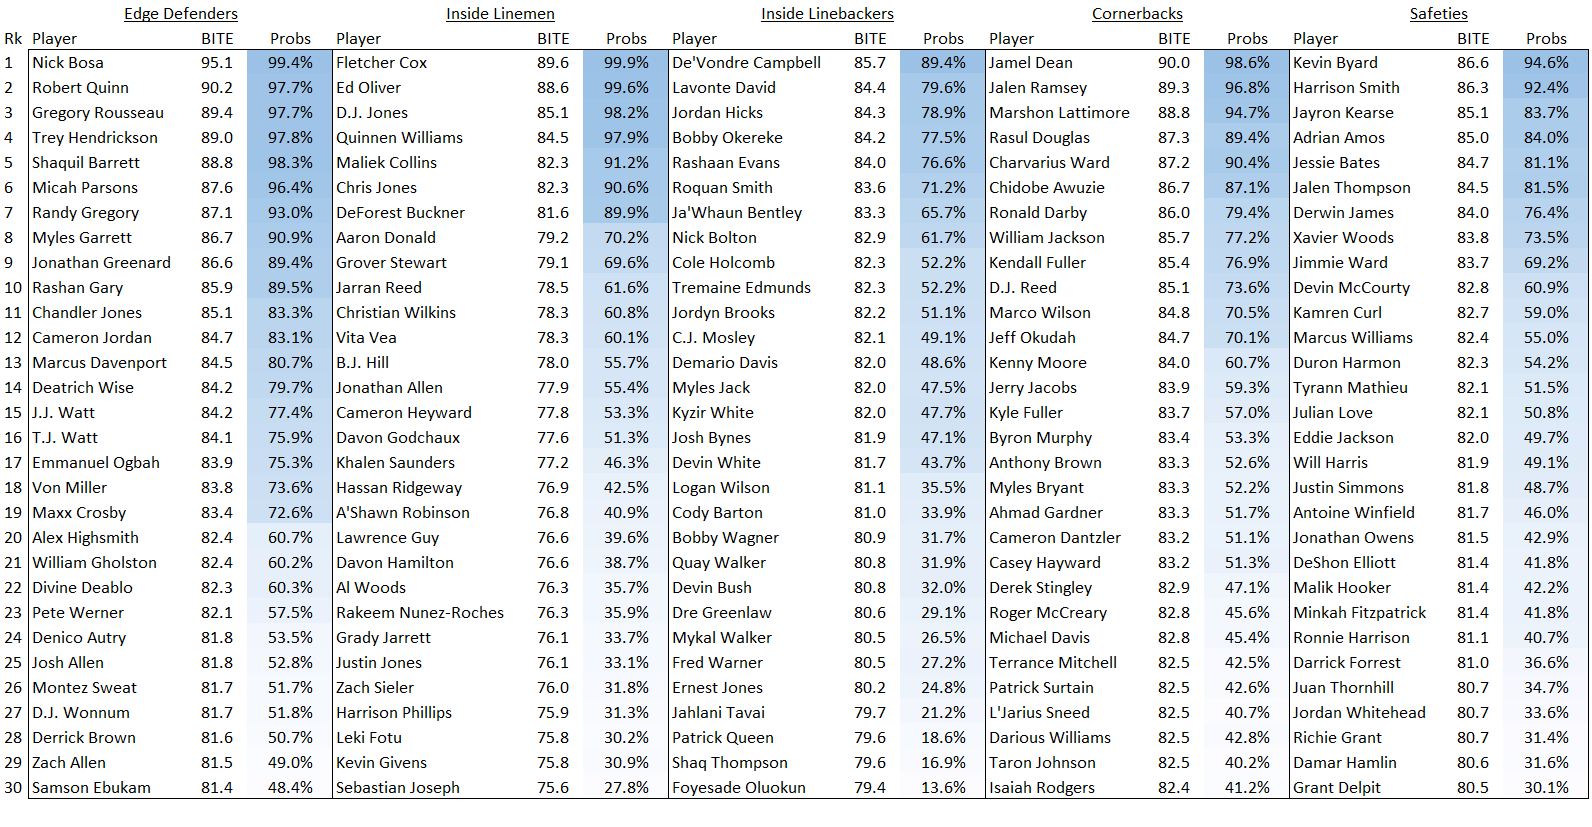 Edge Defenders Inside Linemen Inside Linebackers Cornerbacks Safeties
Rk Player BITE Probs Player BITE Probs Player BITE Probs Player BITE Probs Player BITE Probs
1 Nick Bosa 95.1 99.4% Fletcher Cox 89.6 99.9% De'Vondre Campbell 85.7 89.4% Jamel Dean 90.0 98.6% Kevin Byard 86.6 94.6%
2 Robert Quinn 90.2 97.7% Ed Oliver 88.6 99.6% Lavonte David 84.4 79.6% Jalen Ramsey 89.3 96.8% Harrison Smith 86.3 92.4%
3 Gregory Rousseau 89.4 97.7% D.J. Jones 85.1 98.2% Jordan Hicks 84.3 78.9% Marshon Lattimore 88.8 94.7% Jayron Kearse 85.1 83.7%
4 Trey Hendrickson 89.0 97.8% Quinnen Williams 84.5 97.9% Bobby Okereke 84.2 77.5% Rasul Douglas 87.3 89.4% Adrian Amos 85.0 84.0%
5 Shaquil Barrett 88.8 98.3% Maliek Collins 82.3 91.2% Rashaan Evans 84.0 76.6% Charvarius Ward 87.2 90.4% Jessie Bates 84.7 81.1%
6 Micah Parsons 87.6 96.4% Chris Jones 82.3 90.6% Roquan Smith 83.6 71.2% Chidobe Awuzie 86.7 87.1% Jalen Thompson 84.5 81.5%
7 Randy Gregory 87.1 93.0% DeForest Buckner 81.6 89.9% Ja'Whaun Bentley 83.3 65.7% Ronald Darby 86.0 79.4% Derwin James 84.0 76.4%
8 Myles Garrett 86.7 90.9% Aaron Donald 79.2 70.2% Nick Bolton 82.9 61.7% William Jackson 85.7 77.2% Xavier Woods 83.8 73.5%
9 Jonathan Greenard 86.6 89.4% Grover Stewart 79.1 69.6% Cole Holcomb 82.3 52.2% Kendall Fuller 85.4 76.9% Jimmie Ward 83.7 69.2%
10 Rashan Gary 85.9 89.5% Jarran Reed 78.5 61.6% Tremaine Edmunds 82.3 52.2% D.J. Reed 85.1 73.6% Devin McCourty 82.8 60.9%
11 Chandler Jones 85.1 83.3% Christian Wilkins 78.3 60.8% Jordyn Brooks 82.2 51.1% Marco Wilson 84.8 70.5% Kamren Curl 82.7 59.0%
12 Cameron Jordan 84.7 83.1% Vita Vea 78.3 60.1% C.J. Mosley 82.1 49.1% Jeff Okudah 84.7 70.1% Marcus Williams 82.4 55.0%
13 Marcus Davenport 84.5 80.7% B.J. Hill 78.0 55.7% Demario Davis 82.0 48.6% Kenny Moore 84.0 60.7% Duron Harmon 82.3 54.2%
14 Deatrich Wise 84.2 79.7% Jonathan Allen 77.9 55.4% Myles Jack 82.0 47.5% Jerry Jacobs 83.9 59.3% Tyrann Mathieu 82.1 51.5%
15 J.J. Watt 84.2 77.4% Cameron Heyward 77.8 53.3% Kyzir White 82.0 47.7% Kyle Fuller 83.7 57.0% Julian Love 82.1 50.8%
16 T.J. Watt 84.1 75.9% Davon Godchaux 77.6 51.3% Josh Bynes 81.9 47.1% Byron Murphy 83.4 53.3% Eddie Jackson 82.0 49.7%
17 Emmanuel Ogbah 83.9 75.3% Khalen Saunders 77.2 46.3% Devin White 81.7 43.7% Anthony Brown 83.3 52.6% Will Harris 81.9 49.1%
18 Von Miller 83.8 73.6% Hassan Ridgeway 76.9 42.5% Logan Wilson 81.1 35.5% Myles Bryant 83.3 52.2% Justin Simmons 81.8 48.7%
19 Maxx Crosby 83.4 72.6% A'Shawn Robinson 76.8 40.9% Cody Barton 81.0 33.9% Ahmad Gardner 83.3 51.7% Antoine Winfield 81.7 46.0%
20 Alex Highsmith 82.4 60.7% Lawrence Guy 76.6 39.6% Bobby Wagner 80.9 31.7% Cameron Dantzler 83.2 51.1% Jonathan Owens 81.5 42.9%
21 William Gholston 82.4 60.2% Davon Hamilton 76.6 38.7% Quay Walker 80.8 31.9% Casey Hayward 83.2 51.3% DeShon Elliott 81.4 41.8%
22 Divine Deablo 82.3 60.3% Al Woods 76.3 35.7% Devin Bush 80.8 32.0% Derek Stingley 82.9 47.1% Malik Hooker 81.4 42.2%
23 Pete Werner 82.1 57.5% Rakeem Nunez-Roches 76.3 35.9% Dre Greenlaw 80.6 29.1% Roger McCreary 82.8 45.6% Minkah Fitzpatrick 81.4 41.8%
24 Denico Autry 81.8 53.5% Grady Jarrett 76.1 33.7% Mykal Walker 80.5 26.5% Michael Davis 82.8 45.4% Ronnie Harrison 81.1 40.7%
25 Josh Allen 81.8 52.8% Justin Jones 76.1 33.1% Fred Warner 80.5 27.2% Terrance Mitchell 82.5 42.5% Darrick Forrest 81.0 36.6%
26 Montez Sweat 81.7 51.7% Zach Sieler 76.0 31.8% Ernest Jones 80.2 24.8% Patrick Surtain 82.5 42.6% Juan Thornhill 80.7 34.7%
27 D.J. Wonnum 81.7 51.8% Harrison Phillips 75.9 31.3% Jahlani Tavai 79.7 21.2% L'Jarius Sneed 82.5 40.7% Jordan Whitehead 80.7 33.6%
28 Derrick Brown 81.6 50.7% Leki Fotu 75.8 30.2% Patrick Queen 79.6 18.6% Darious Williams 82.5 42.8% Richie Grant 80.7 31.4%
29 Zach Allen 81.5 49.0% Kevin Givens 75.8 30.9% Shaq Thompson 79.6 16.9% Taron Johnson 82.5 40.2% Damar Hamlin 80.6 31.6%
30 Samson Ebukam 81.4 48.4% Sebastian Joseph 75.6 27.8% Foyesade Oluokun 79.4 13.6% Isaiah Rodgers 82.4 41.2% Grant Delpit 80.5 30.1%